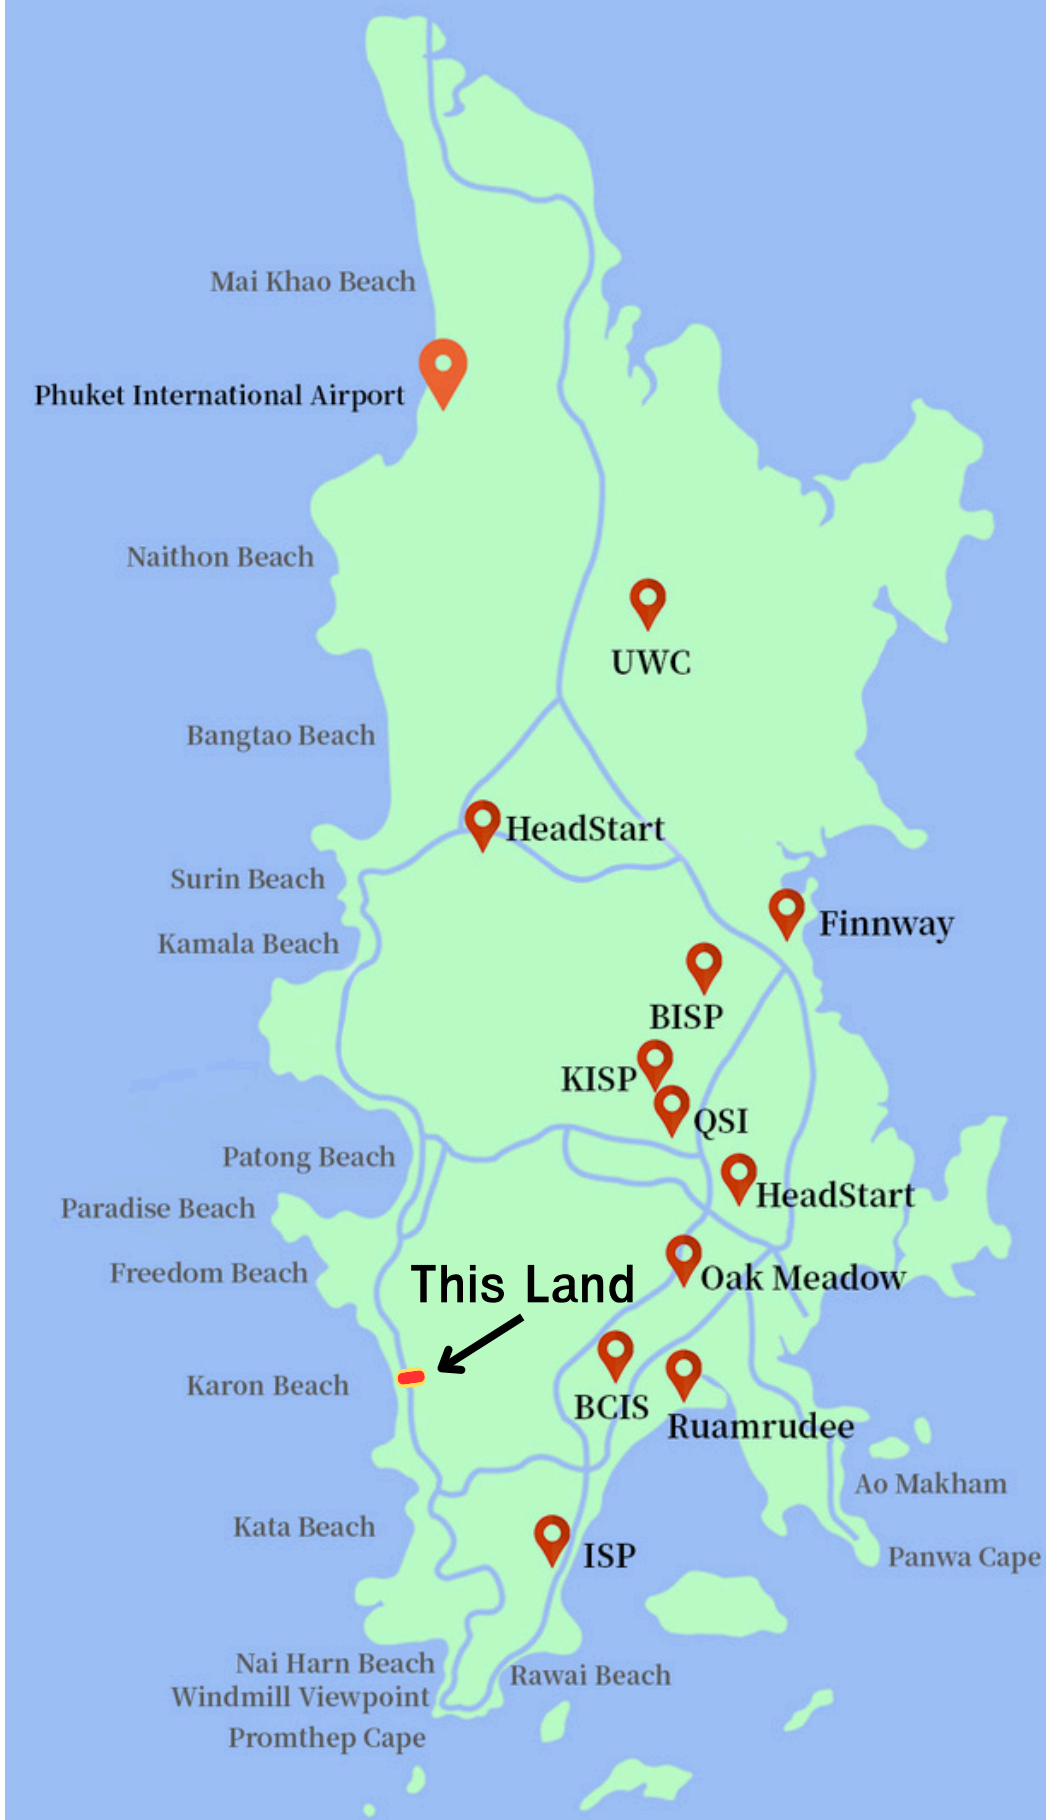 Mai Khao Beach
Phuket International Airport
Naithon Beach
UWC
Bangtao Beach
HeadStart
Surin Beach
Finnway
Kamala Beach
BISP
KISP
QSI
Patong Beach
HeadStart
Paradise Beach
Freedom Beach
Oak Meadow
This Land
Karon Beach
BCIS
Ruamrudee
Ao Makham
Kata Beach
ISP
Panwa Cape
Nai Harn Beach
Rawai Beach
Windmill Viewpoint
Promthep Cape